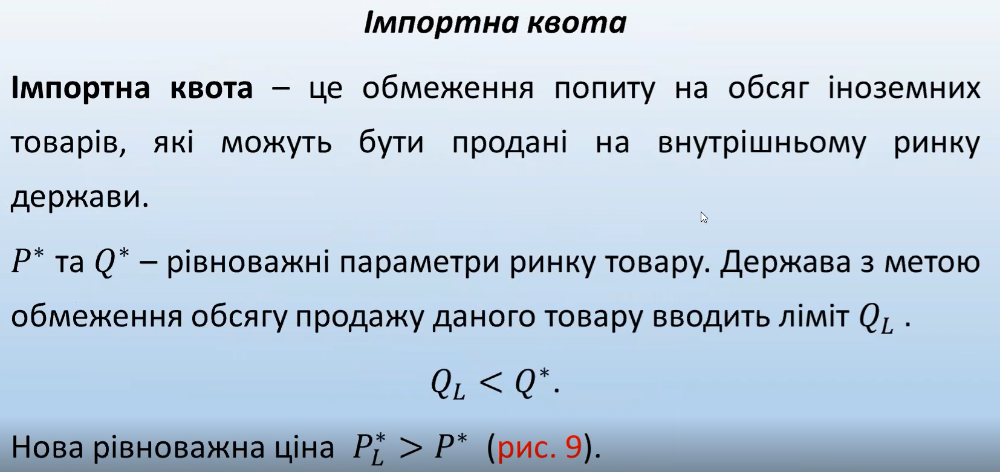 Імпортна квота
Імпортна квота – це обмеження попиту на обсяг іноземних
товарів, які можуть бути продані на внутрішньому ринку
держави.
P* та Q* – рівноважні параметри ринку товару. Держава з метою
обмеження обсягу продажу даного товару вводить ліміт Q_L .
Q_L < Q*.
Нова рівноважна ціна P_L* > P* (рис. 9).